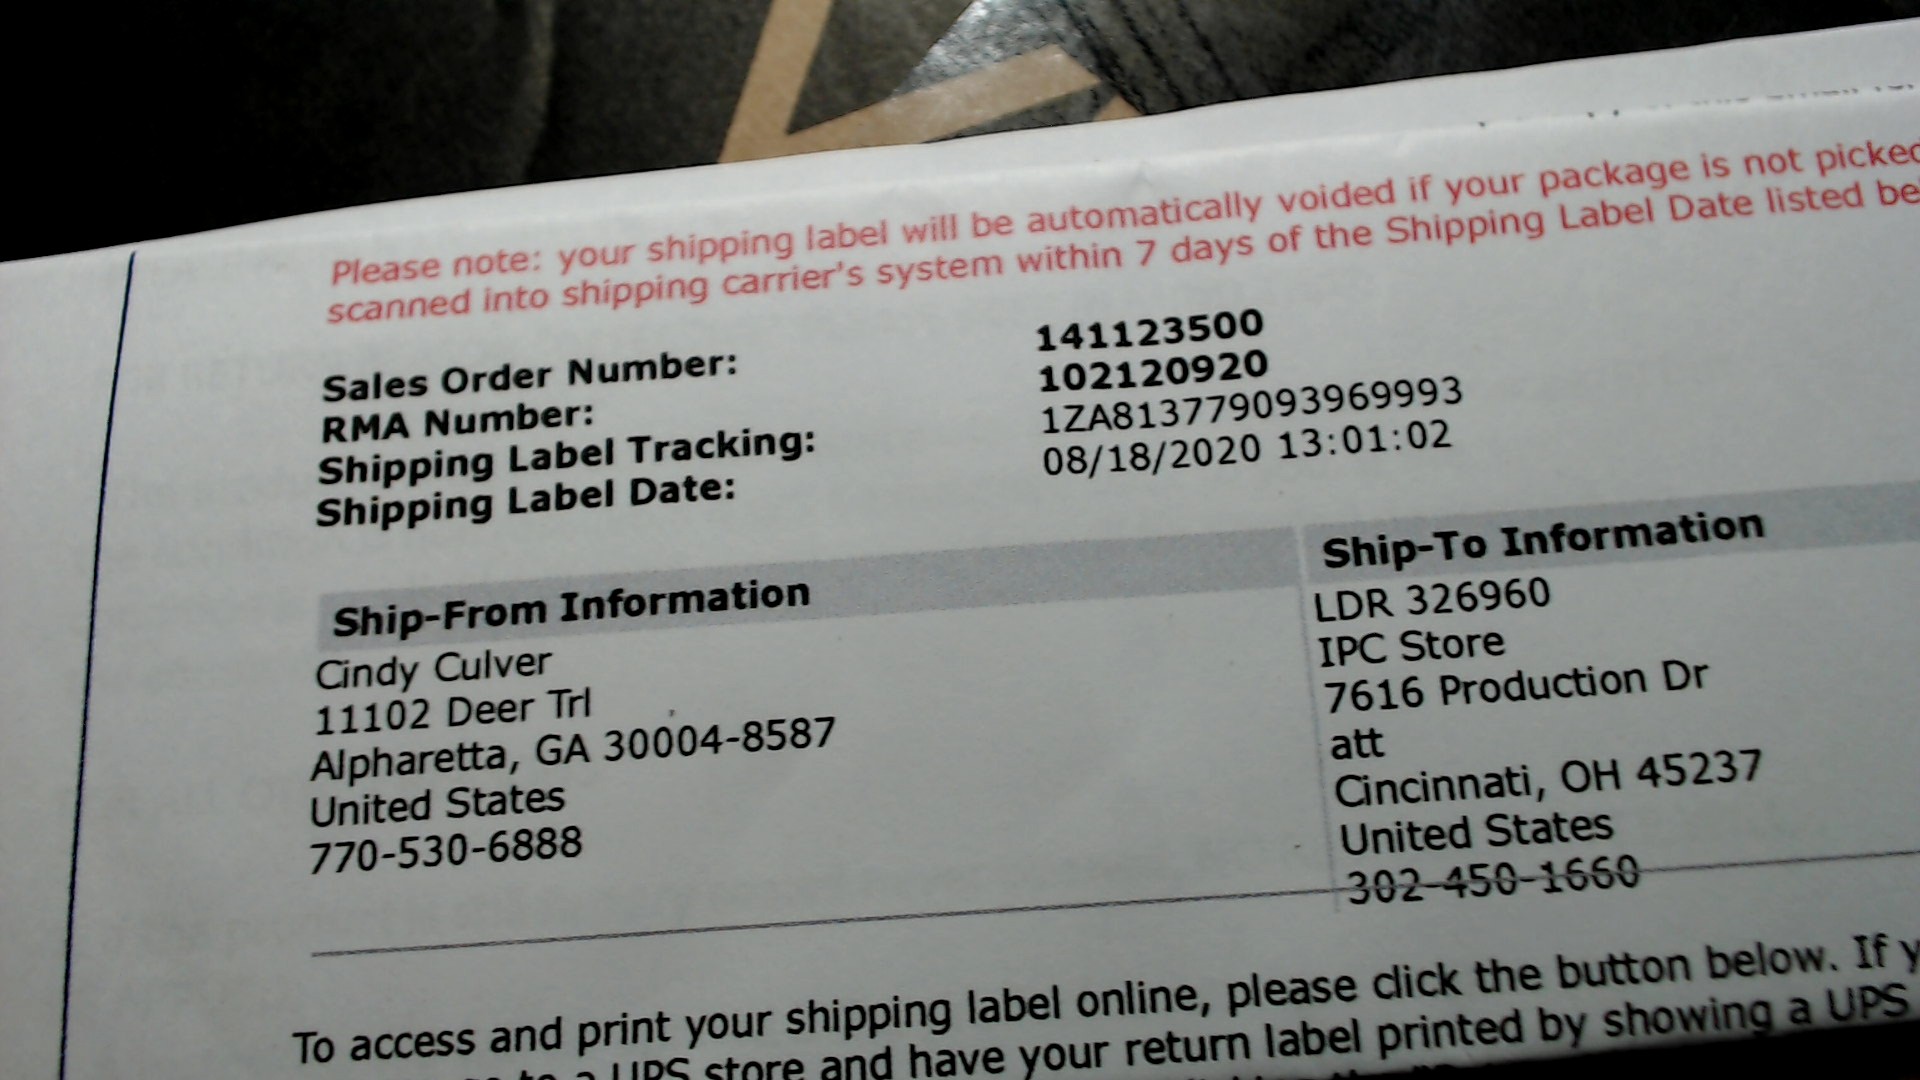 Please note: your shipping label will be automatically voided if your package is not picked
scanned into shipping carrier's system within 7 days of the Shipping Label Date listed
Sales Order Number: 141123500
RMA Number: 102120920
Shipping Label Tracking: 1ZA813779093969993
Shipping Label Date: 08/18/2020 13:01:02
Ship-From Information
Cindy Culver
11102 Deer Trl
Alpharetta, GA 30004-8587
United States
770-530-6888
Ship-To Information
LDR 326960
IPC Store
7616 Production Dr
att
Cincinnati, OH 45237
United States
302-450-1660
To access and print your shipping label online, please click the button below. If
to a UPS store and have your return label printed by showing a UPS